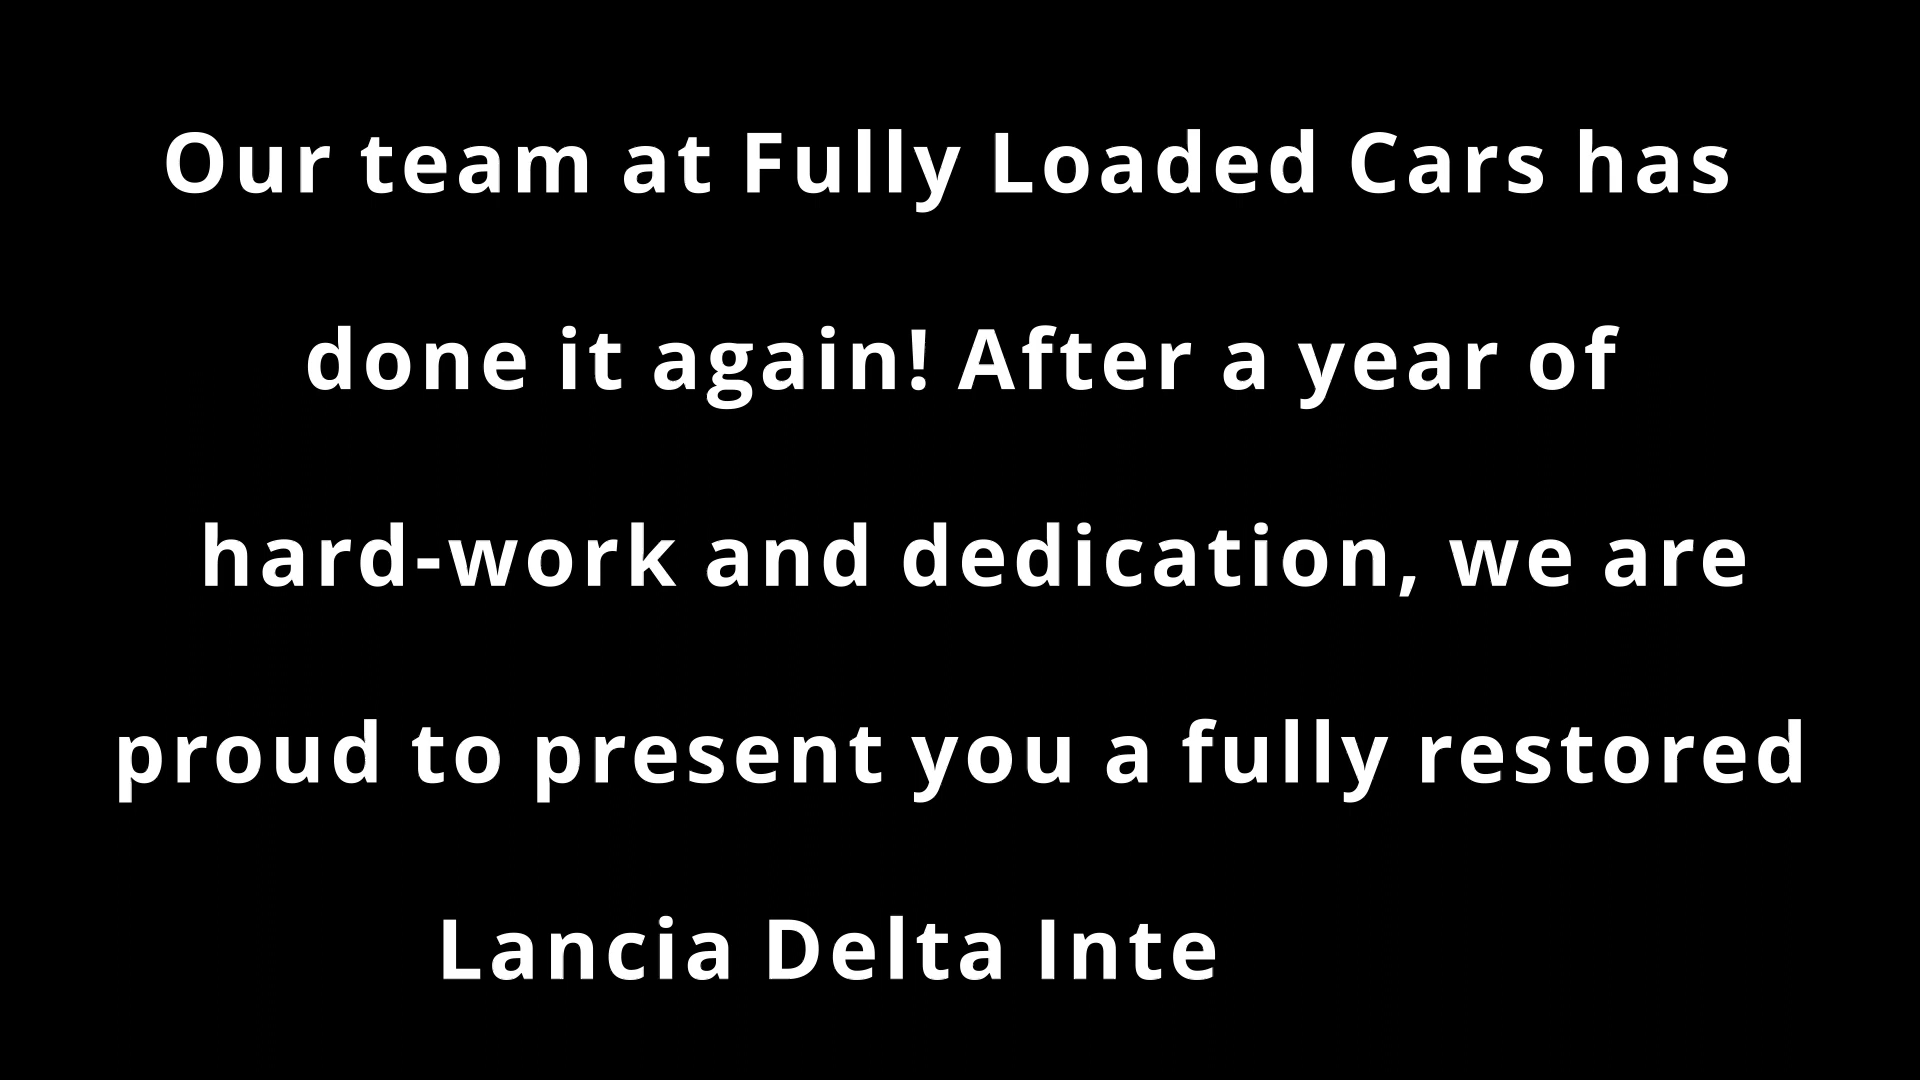 Our team at Fully Loaded Cars has
done it again! After a year of
hard-work and dedication, we are
proud to present you a fully restored
Lancia Delta Inte